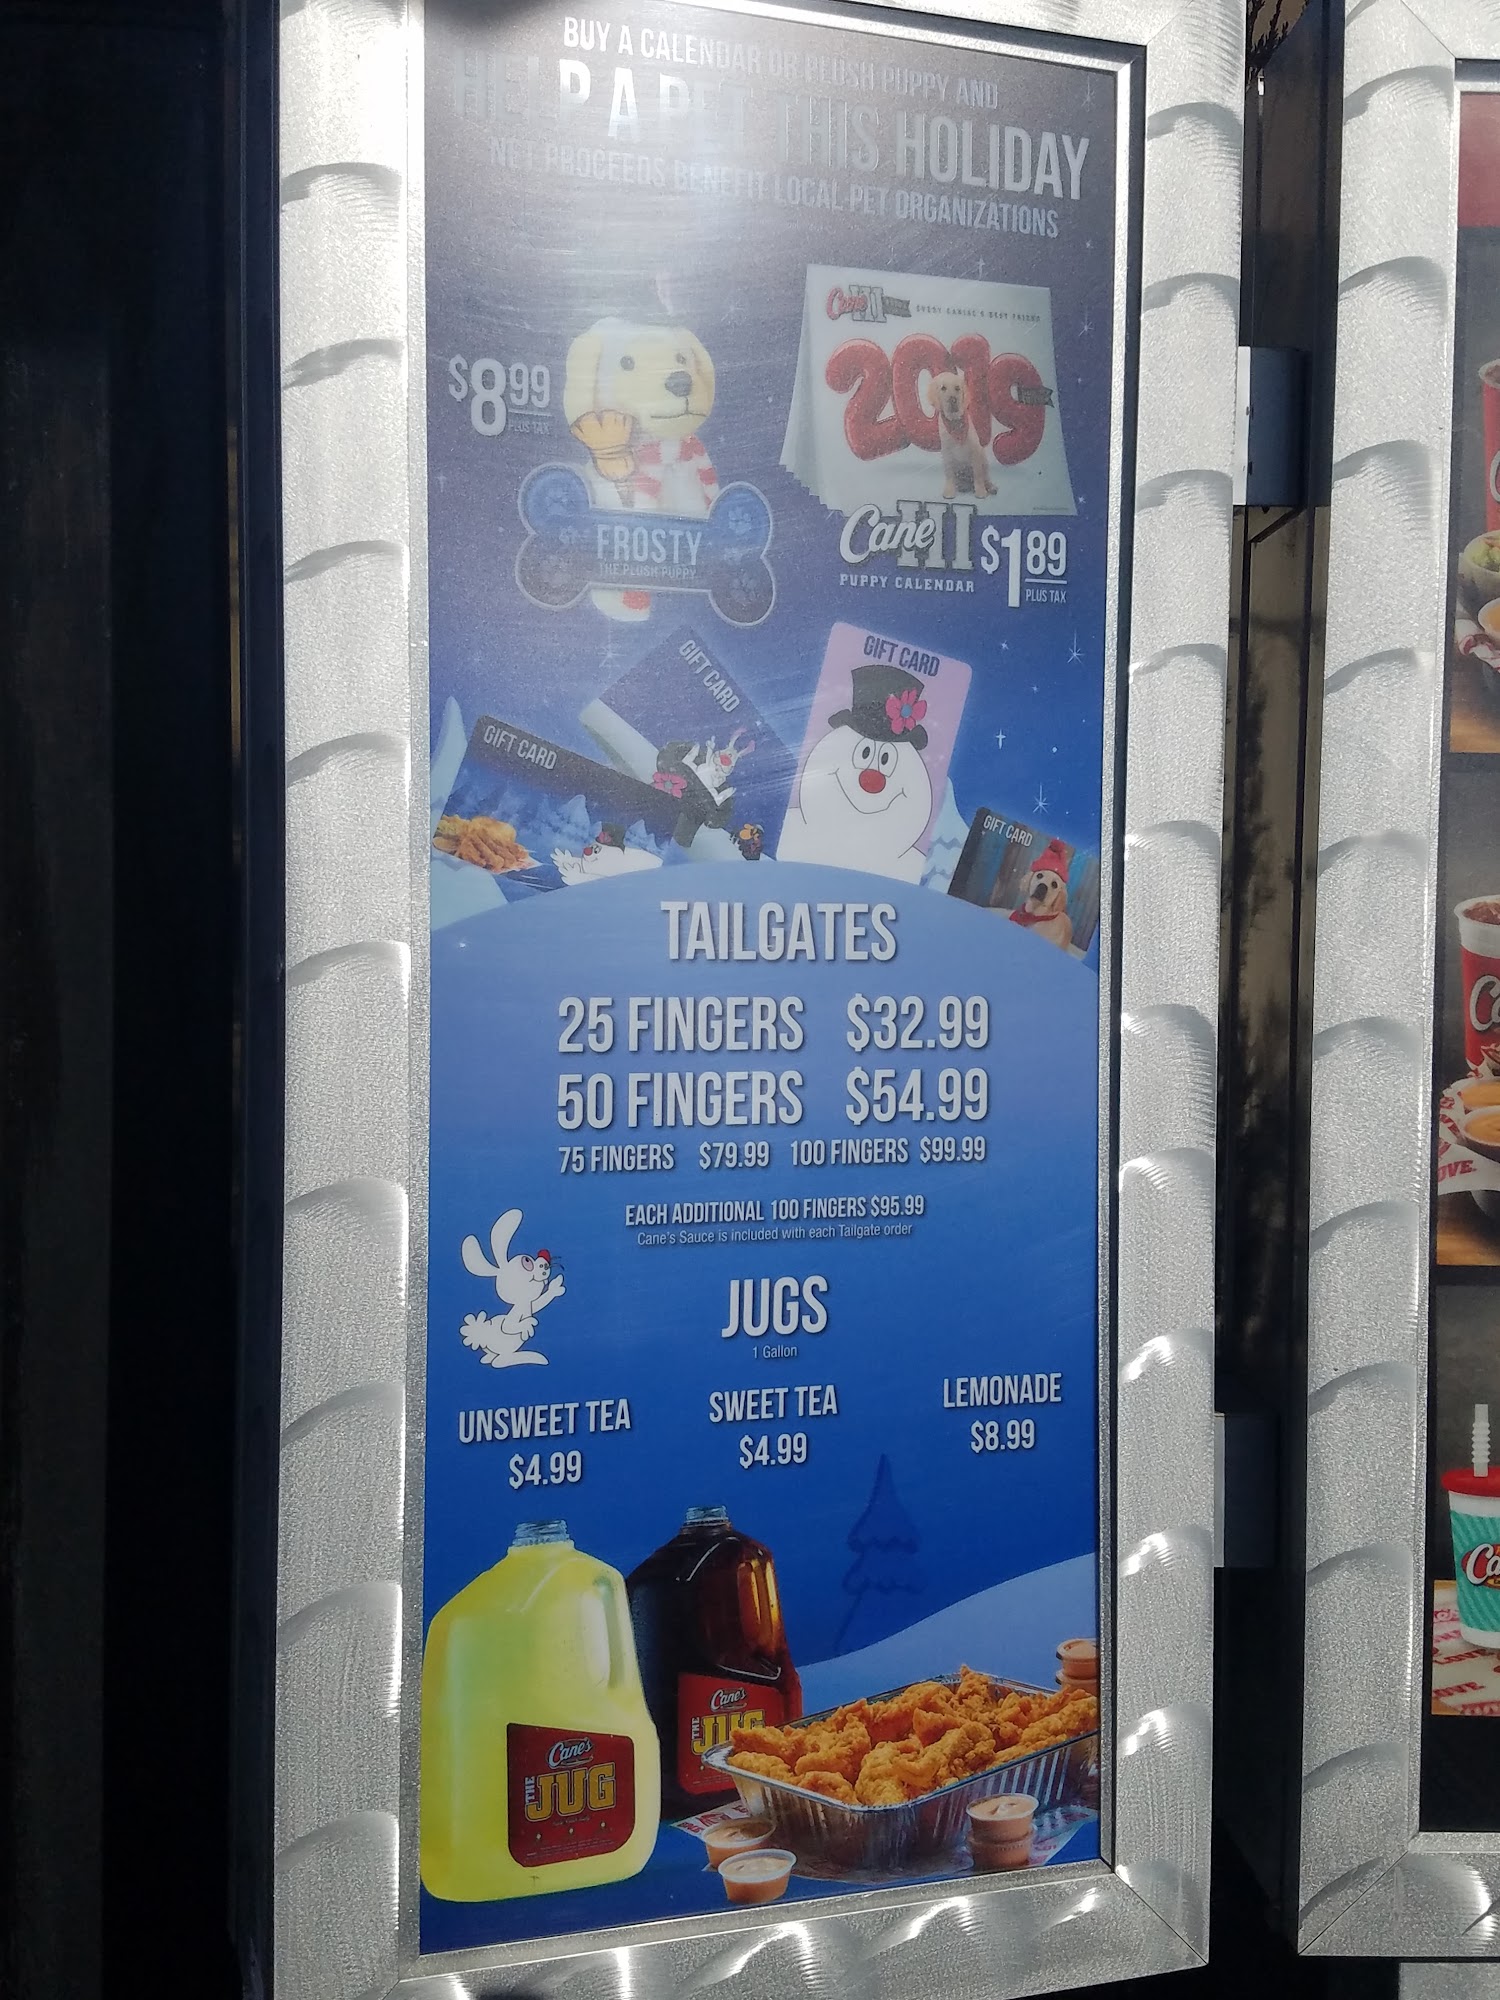 BUY A CALENDAR OR PLUSH PUPPY AND
HELP A PET THIS HOLIDAY
NET PROCEEDS BENEFIT LOCAL PET ORGANIZATIONS
$8.99
PLUS TAX
FROSTY
THE PLUSH PUPPY
Cane III
2019
Cane III
PUPPY CALENDAR
$1.89
PLUS TAX
GIFT CARD
GIFT CARD
GIFT CARD
GIFT CARD
TAILGATES
25 FINGERS $32.99
50 FINGERS $54.99
75 FINGERS $79.99 100 FINGERS $99.99
EACH ADDITIONAL 100 FINGERS $95.99
Cane's Sauce is included with each Tailgate order
JUGS
1 Gallon
UNSWEET TEA
$4.99
SWEET TEA
$4.99
LEMONADE
$8.99
Cane's
THE JUG
Cane's
THE JUG